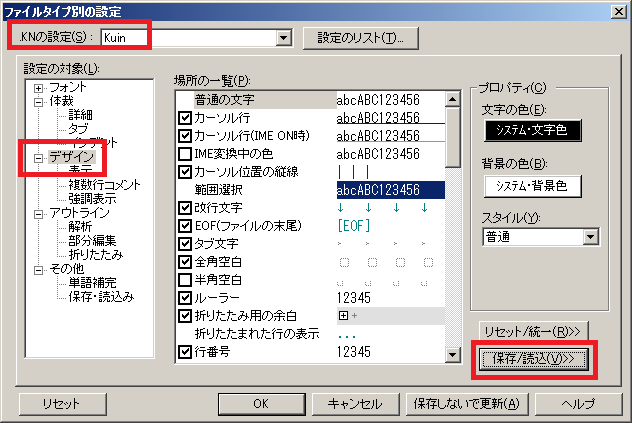 ファイルタイプ別の設定
.KNの設定(S): Kuin 設定のリスト(T)...
設定の対象(L):
フォント
体裁
詳細
タブ
インデント
デザイン
表示
複数行コメント
強調表示
アウトライン
解析
部分編集
折りたたみ
その他
単語補完
保存・読込み
場所の一覧(P):
普通の文字 abcABC123456
カーソル行 abcABC123456
カーソル行(IME ON時) abcABC123456
IME変換中の色 abcABC123456
カーソル位置の縦線
範囲選択 abcABC123456
改行文字 ↓ ↓ ↓ ↓
EOF(ファイルの末尾) [EOF]
タブ文字
全角空白
半角空白
ルーラー 12345
折りたたみ用の余白
折りたたまれた行の表示 ...
行番号 12345
プロパティ(C)
文字の色(E):
システム・文字色
背景の色(B):
システム・背景色
スタイル(Y):
普通
リセット/統一(R)>>
保存/読込(V)>>
リセット OK キャンセル 保存しないで更新(A) ヘルプ